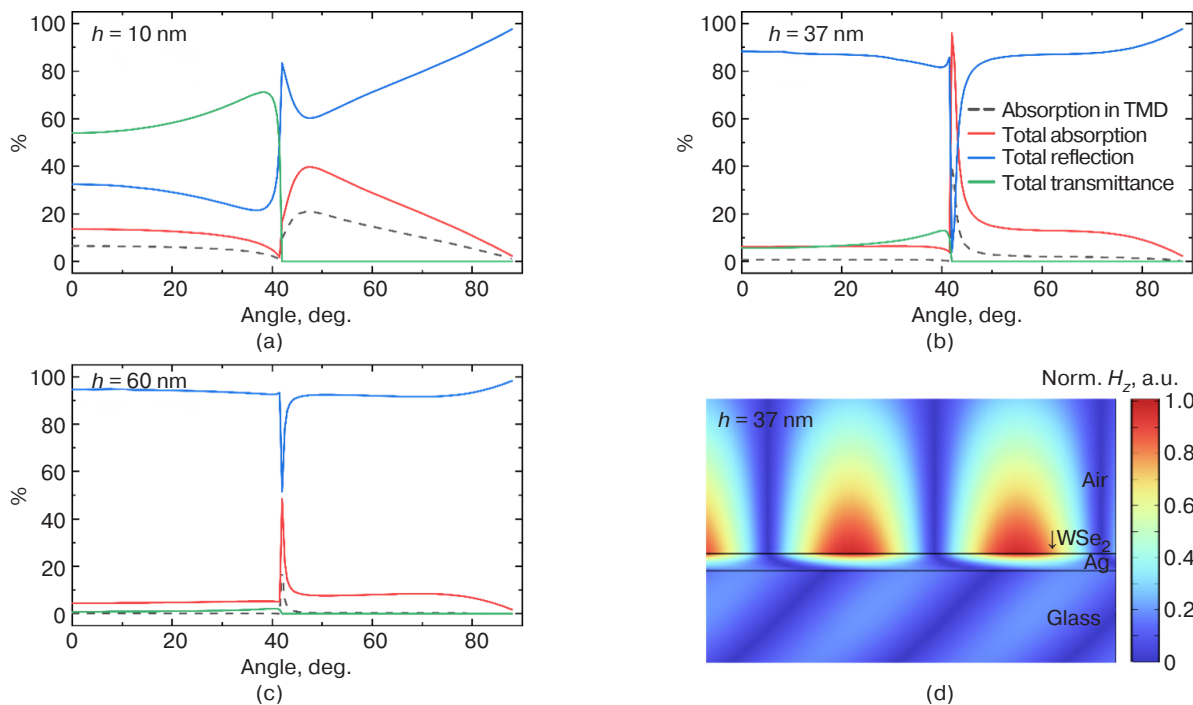 h = 10 nm
%
100
80
60
40
20
0
0 20 40 60 80
Angle, deg.
(a)
h = 37 nm
%
100
80
60
40
20
0
Absorption in TMD
Total absorption
Total reflection
Total transmittance
0 20 40 60 80
Angle, deg.
(b)
h = 60 nm
%
100
80
60
40
20
0
0 20 40 60 80
Angle, deg.
(c)
Norm. Hz, a.u.
h = 37 nm
Air
↓WSe2
Ag
Glass
1.0
0.8
0.6
0.4
0.2
0
(d)